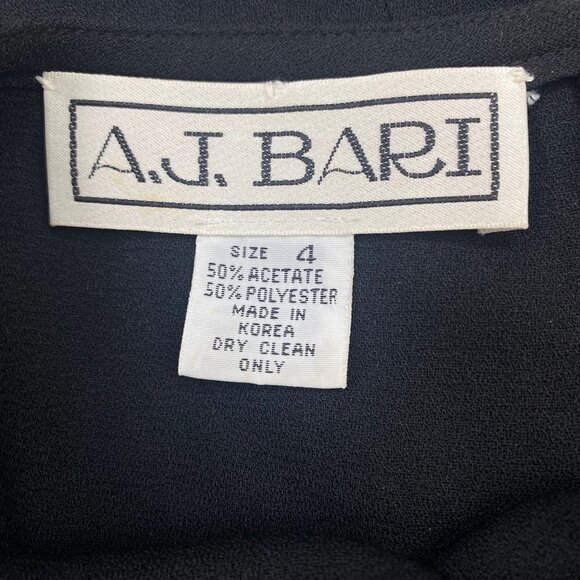 A.J. BARI
SIZE 4
50% ACETATE
50% POLYESTER
MADE IN
KOREA
DRY CLEAN
ONLY